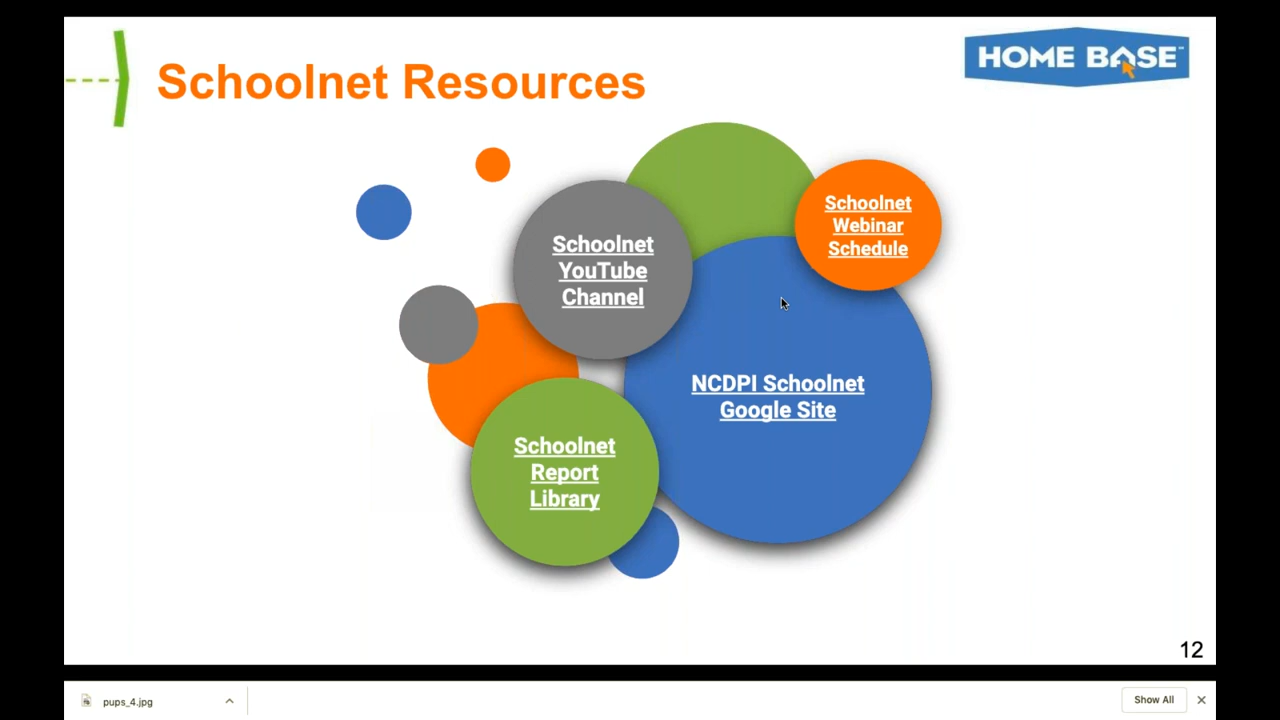 Schoolnet Resources
HOME BASE™
Schoolnet
Webinar
Schedule
Schoolnet
YouTube
Channel
NCDPI Schoolnet
Google Site
Schoolnet
Report
Library
12
pups_4.jpg
Show All